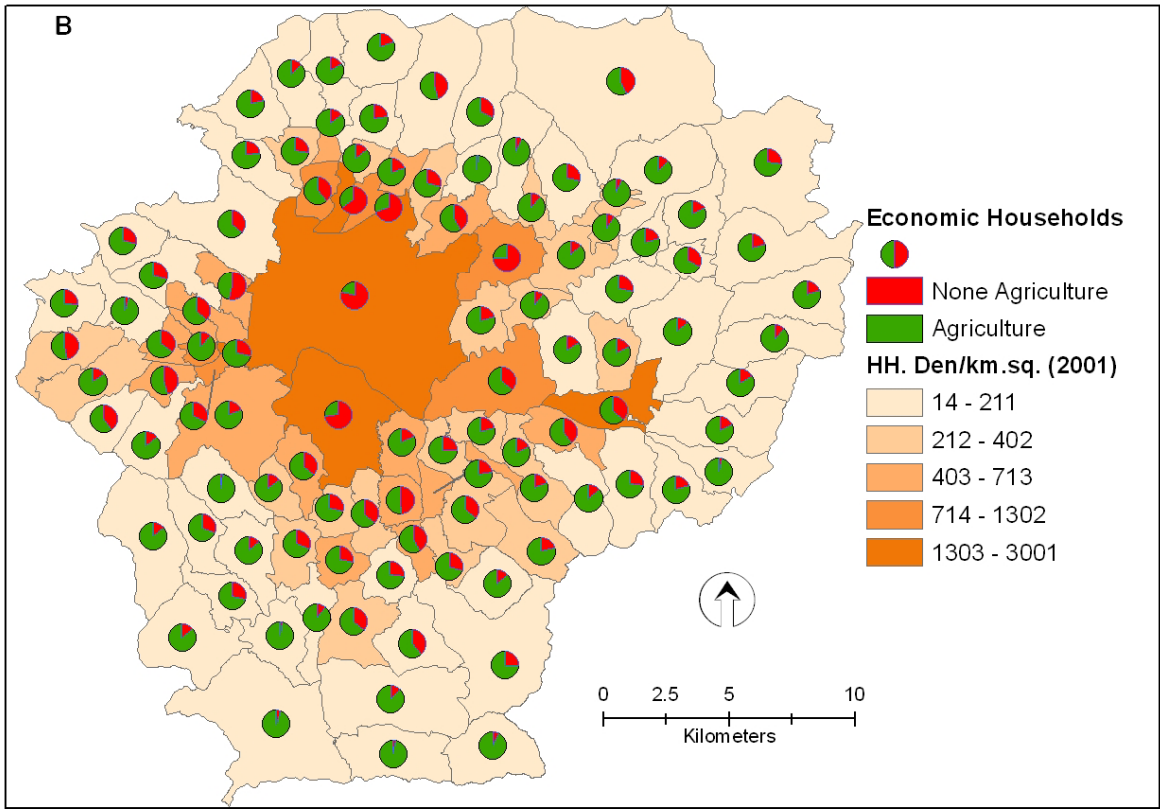 B
Economic Households
None Agriculture
Agriculture
HH. Den/km.sq. (2001)
14 - 211
212 - 402
403 - 713
714 - 1302
1303 - 3001
0 2.5 5 10
Kilometers